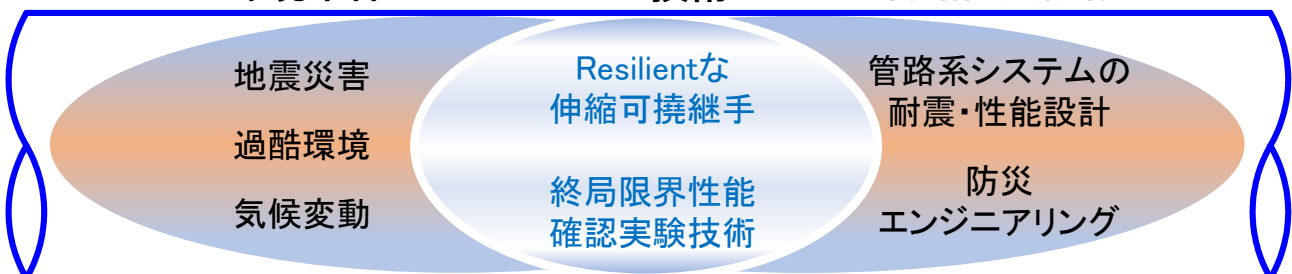 技術
地震災害
過酷環境
気候変動
Resilientな
伸縮可撓継手
終局限界性能
確認実験技術
管路系システムの
耐震・性能設計
防災
エンジニアリング